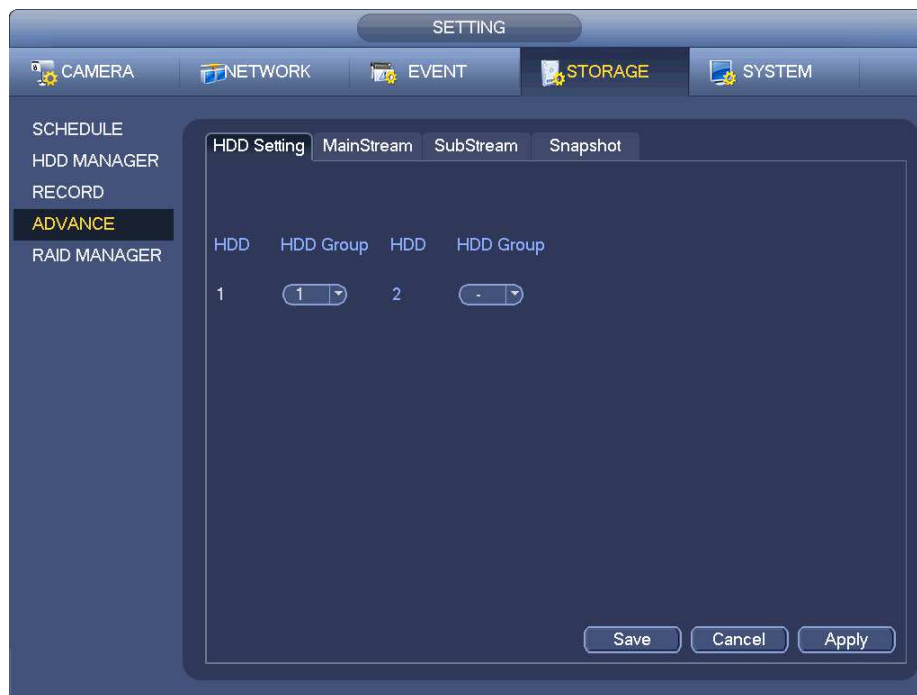 SETTING
CAMERA NETWORK EVENT STORAGE SYSTEM
SCHEDULE
HDD MANAGER
RECORD
ADVANCE
RAID MANAGER
HDD Setting MainStream SubStream Snapshot
HDD HDD Group HDD HDD Group
1 1 2 -
Save Cancel Apply